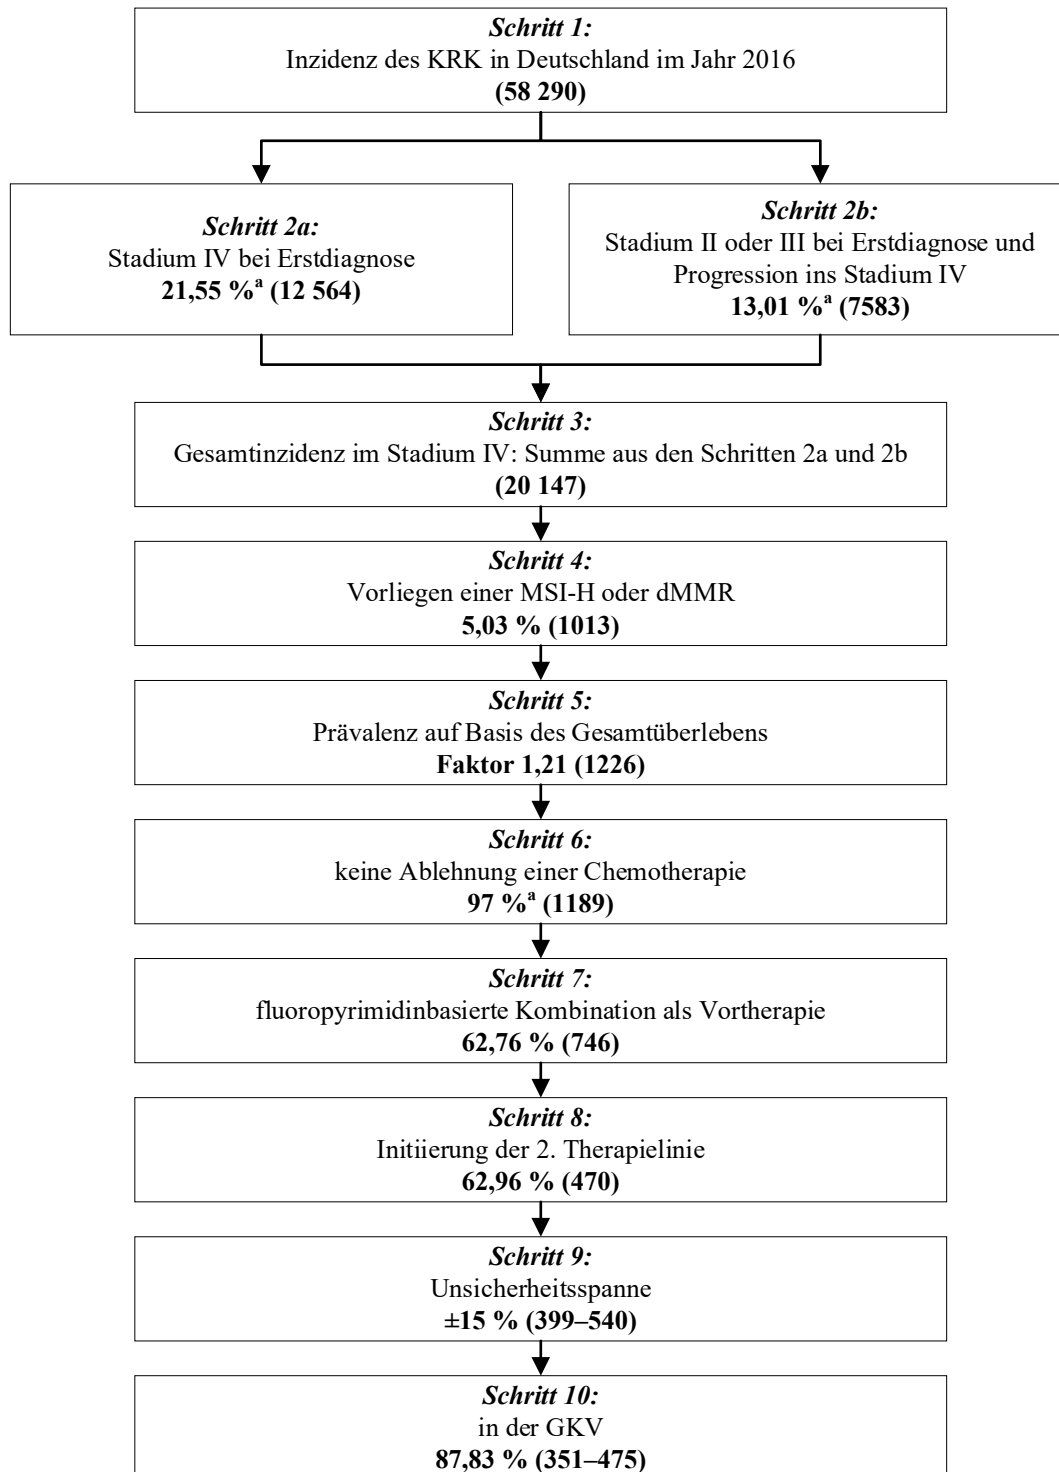 Schritt 1:
Inzidenz des KRK in Deutschland im Jahr 2016
(58 290)
Schritt 2a:
Stadium IV bei Erstdiagnose
21,55 %ª (12 564)
Schritt 2b:
Stadium II oder III bei Erstdiagnose und
Progression ins Stadium IV
13,01 %ª (7583)
Schritt 3:
Gesamtinzidenz im Stadium IV: Summe aus den Schritten 2a und 2b
(20 147)
Schritt 4:
Vorliegen einer MSI-H oder dMMR
5,03 % (1013)
Schritt 5:
Prävalenz auf Basis des Gesamtüberlebens
Faktor 1,21 (1226)
Schritt 6:
keine Ablehnung einer Chemotherapie
97 %ª (1189)
Schritt 7:
fluoropyrimidinbasierte Kombination als Vortherapie
62,76 % (746)
Schritt 8:
Initiierung der 2. Therapielinie
62,96 % (470)
Schritt 9:
Unsicherheitsspanne
±15 % (399–540)
Schritt 10:
in der GKV
87,83 % (351–475)